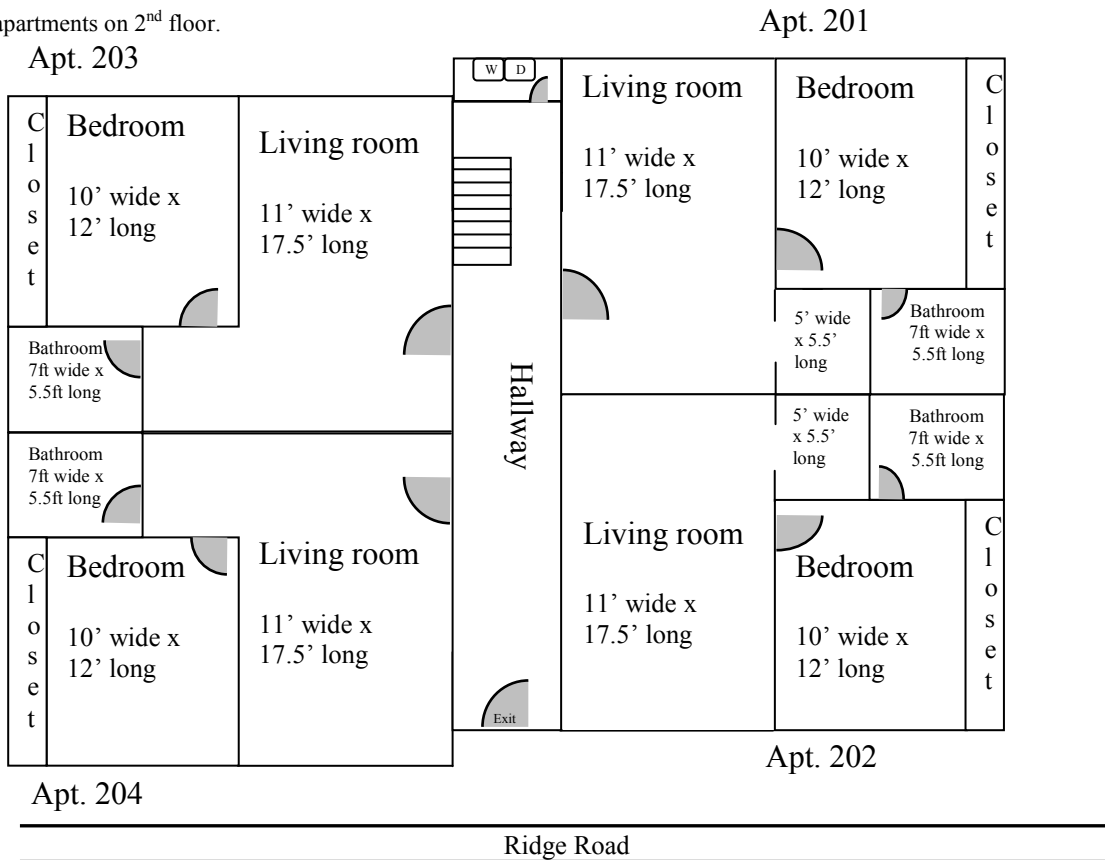 apartments on 2nd floor.
Apt. 201
Apt. 203
W D
Closet
Bedroom
10’ wide x
12’ long
Living room
11’ wide x
17.5’ long
Living room
11’ wide x
17.5’ long
Bedroom
10’ wide x
12’ long
Closet
Bathroom
7ft wide x
5.5ft long
Hallway
5’ wide
x 5.5’
long
Bathroom
7ft wide x
5.5ft long
Bathroom
7ft wide x
5.5ft long
5’ wide
x 5.5’
long
Bathroom
7ft wide x
5.5ft long
Closet
Bedroom
10’ wide x
12’ long
Living room
11’ wide x
17.5’ long
Living room
11’ wide x
17.5’ long
Bedroom
10’ wide x
12’ long
Closet
Exit
Apt. 202
Apt. 204
Ridge Road